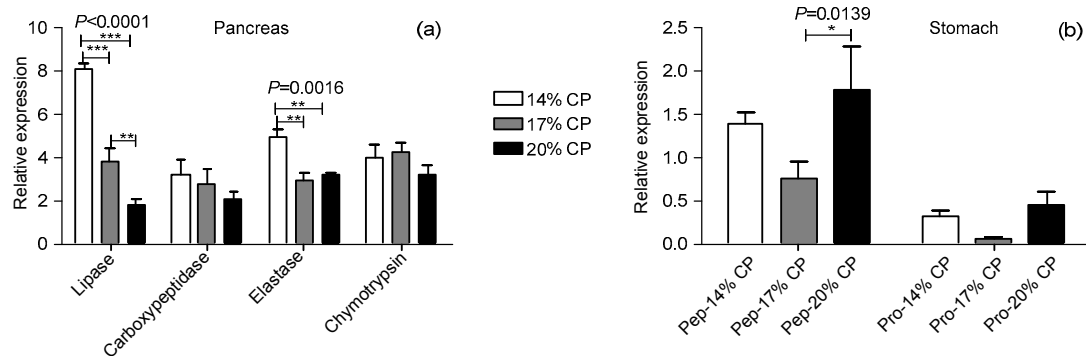 P<0.0001
Pancreas
(a)
***
***
**
P=0.0016
**
**
Relative expression
10
8
6
4
2
0
Lipase
Carboxypeptidase
Elastase
Chymotrypsin
14% CP
17% CP
20% CP
P=0.0139
*
Stomach
(b)
Relative expression
2.5
2.0
1.5
1.0
0.5
0.0
Pep-14% CP
Pep-17% CP
Pep-20% CP
Pro-14% CP
Pro-17% CP
Pro-20% CP